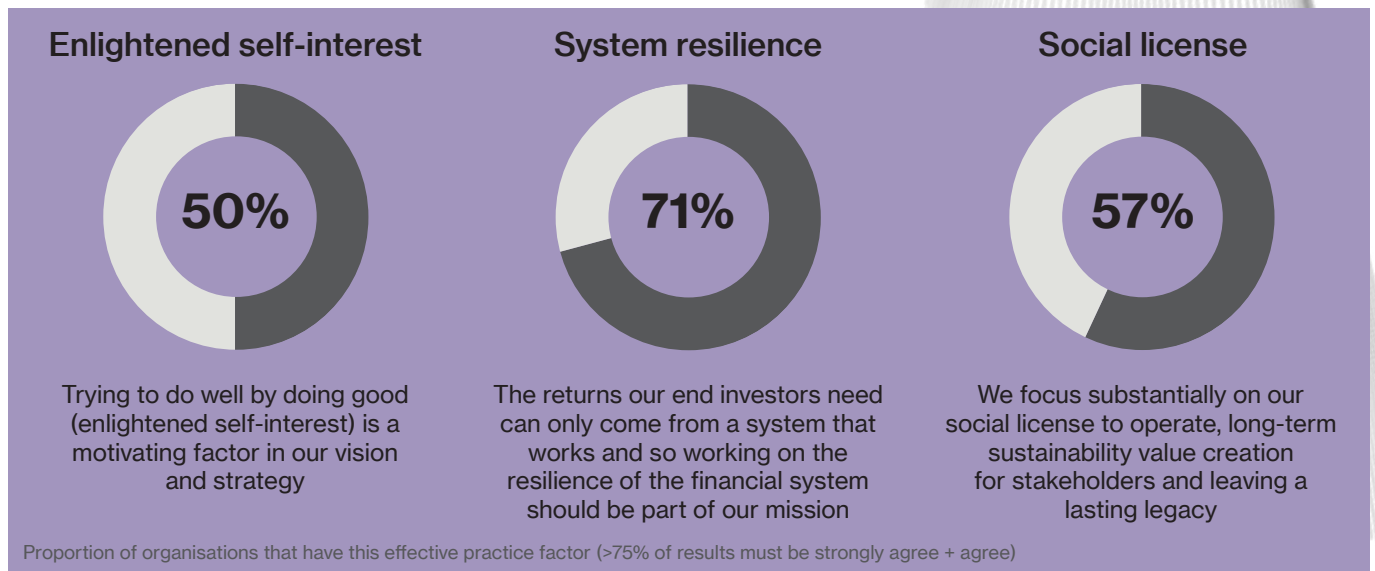 Enlightened self-interest
50%
Trying to do well by doing good
(enlightened self-interest) is a
motivating factor in our vision
and strategy
System resilience
71%
The returns our end investors need
can only come from a system that
works and so working on the
resilience of the financial system
should be part of our mission
Social license
57%
We focus substantially on our
social license to operate, long-term
sustainability value creation
for stakeholders and leaving a
lasting legacy
Proportion of organisations that have this effective practice factor (>75% of results must be strongly agree + agree)